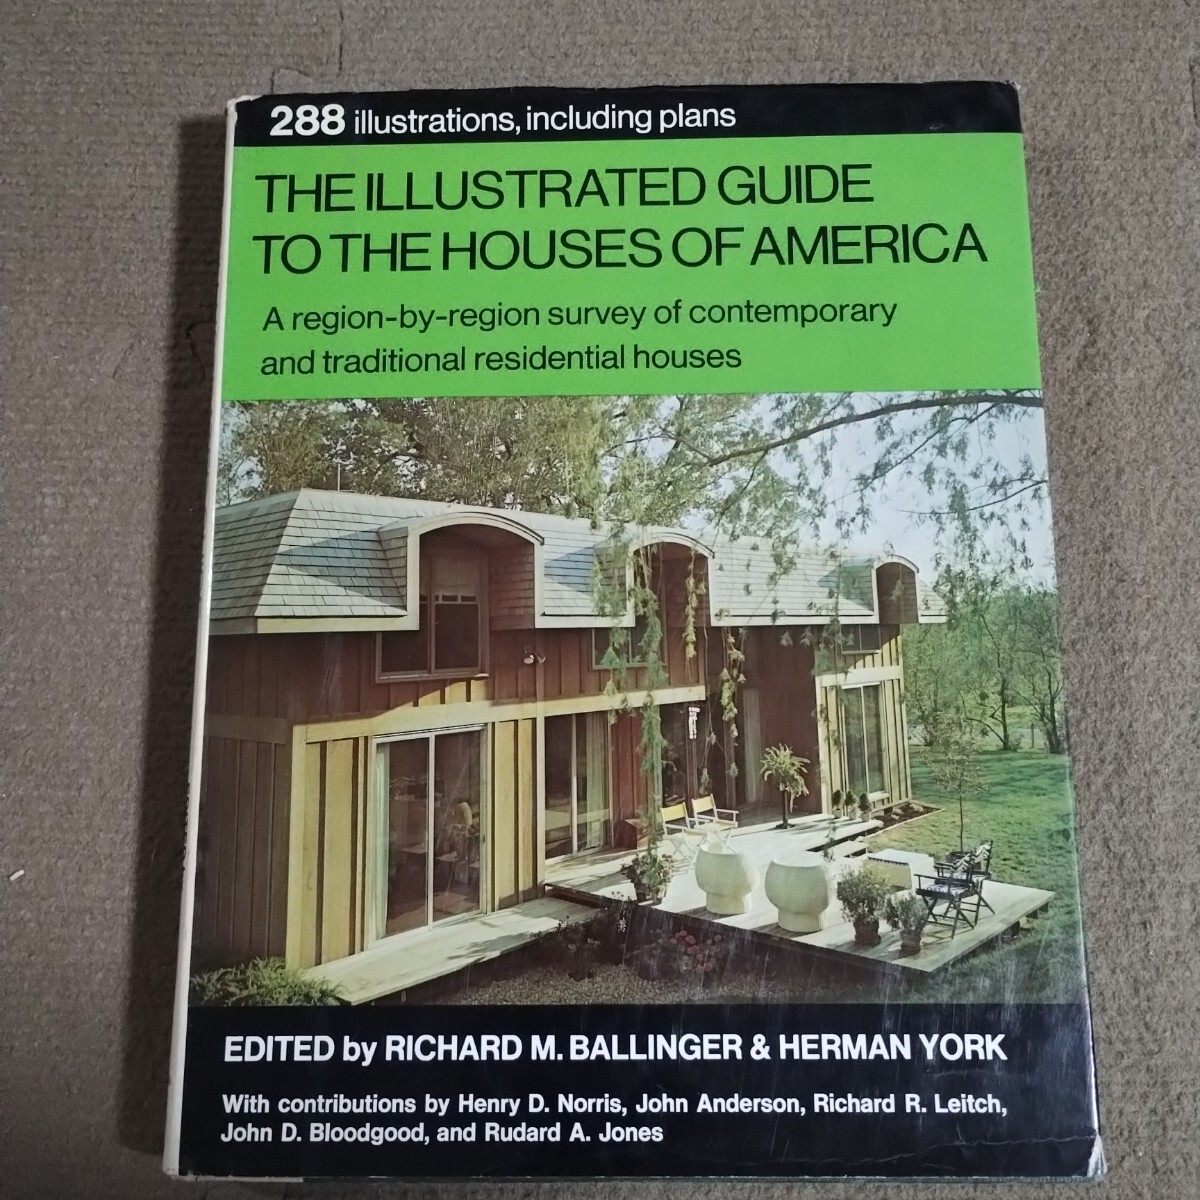 288 illustrations, including plans
THE ILLUSTRATED GUIDE
TO THE HOUSES OF AMERICA
A region-by-region survey of contemporary
and traditional residential houses
EDITED by RICHARD M. BALLINGER & HERMAN YORK
With contributions by Henry D. Norris, John Anderson, Richard R. Leitch,
John D. Bloodgood, and Rudard A. Jones